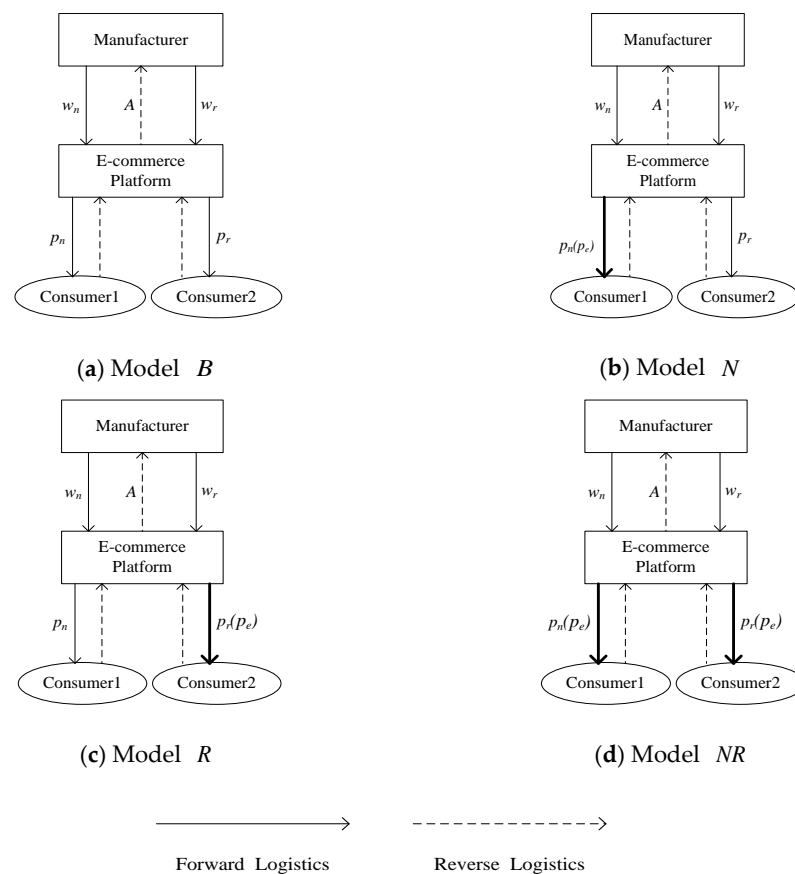 Manufacturer
w_n A w_r
E-commerce
Platform
p_n p_r
Consumer1 Consumer2
(a) Model B
Manufacturer
w_n A w_r
E-commerce
Platform
p_n(p_e) p_r
Consumer1 Consumer2
(b) Model N
Manufacturer
w_n A w_r
E-commerce
Platform
p_n p_r(p_e)
Consumer1 Consumer2
(c) Model R
Manufacturer
w_n A w_r
E-commerce
Platform
p_n(p_e) p_r(p_e)
Consumer1 Consumer2
(d) Model NR
Forward Logistics Reverse Logistics